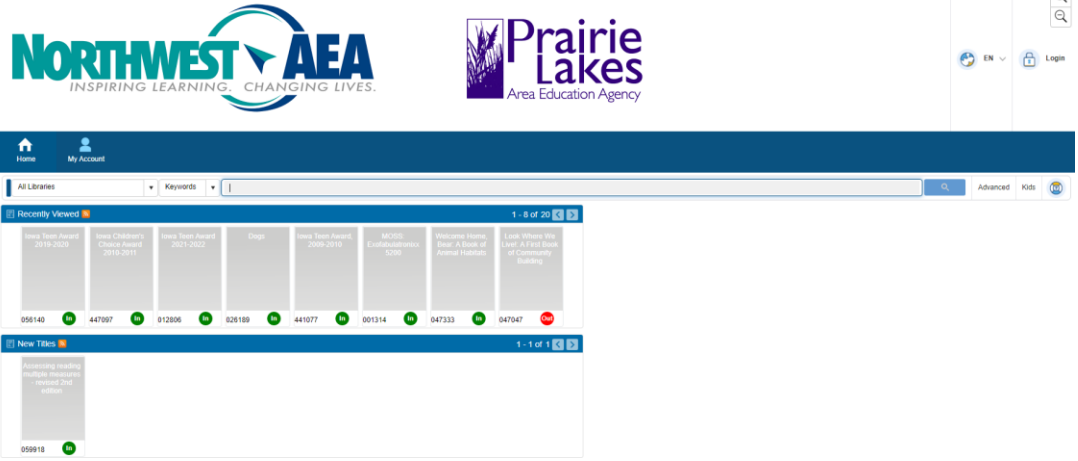 NORTHWEST AEA
INSPIRING LEARNING. CHANGING LIVES.
Prairie
Lakes
Area Education Agency
EN
Login
Home
My Account
All Libraries
Keywords
Advanced
Kids
Recently Viewed
1 - 8 of 20
Iowa Teen Award
2019-2020
Iowa Children's
Choice Award
2010-2011
Iowa Teen Award
2021-2022
Dogs
Iowa Teen Award,
2009-2010
MOSS:
5290
Welcome Home,
Bear: A Book of
Animal Habitats
Look Where We
Live!: A First Book
of Community
Building
056140
In
447097
In
012806
In
026189
In
441077
In
001314
In
047333
In
047047
Out
New Titles
1 - 1 of 1
Assessing reading
multiple measures
- revised 2nd
edition
059918
In